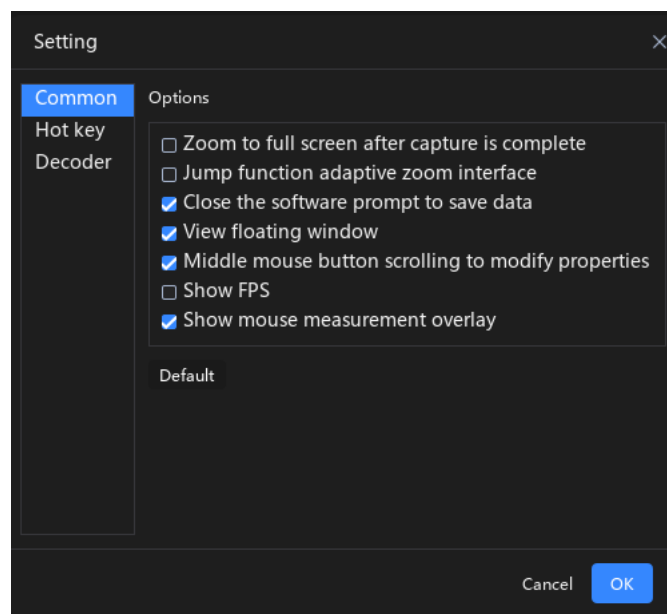 Setting
Common
Hot key
Decoder
Options
Zoom to full screen after capture is complete
Jump function adaptive zoom interface
Close the software prompt to save data
View floating window
Middle mouse button scrolling to modify properties
Show FPS
Show mouse measurement overlay
Default
Cancel
OK